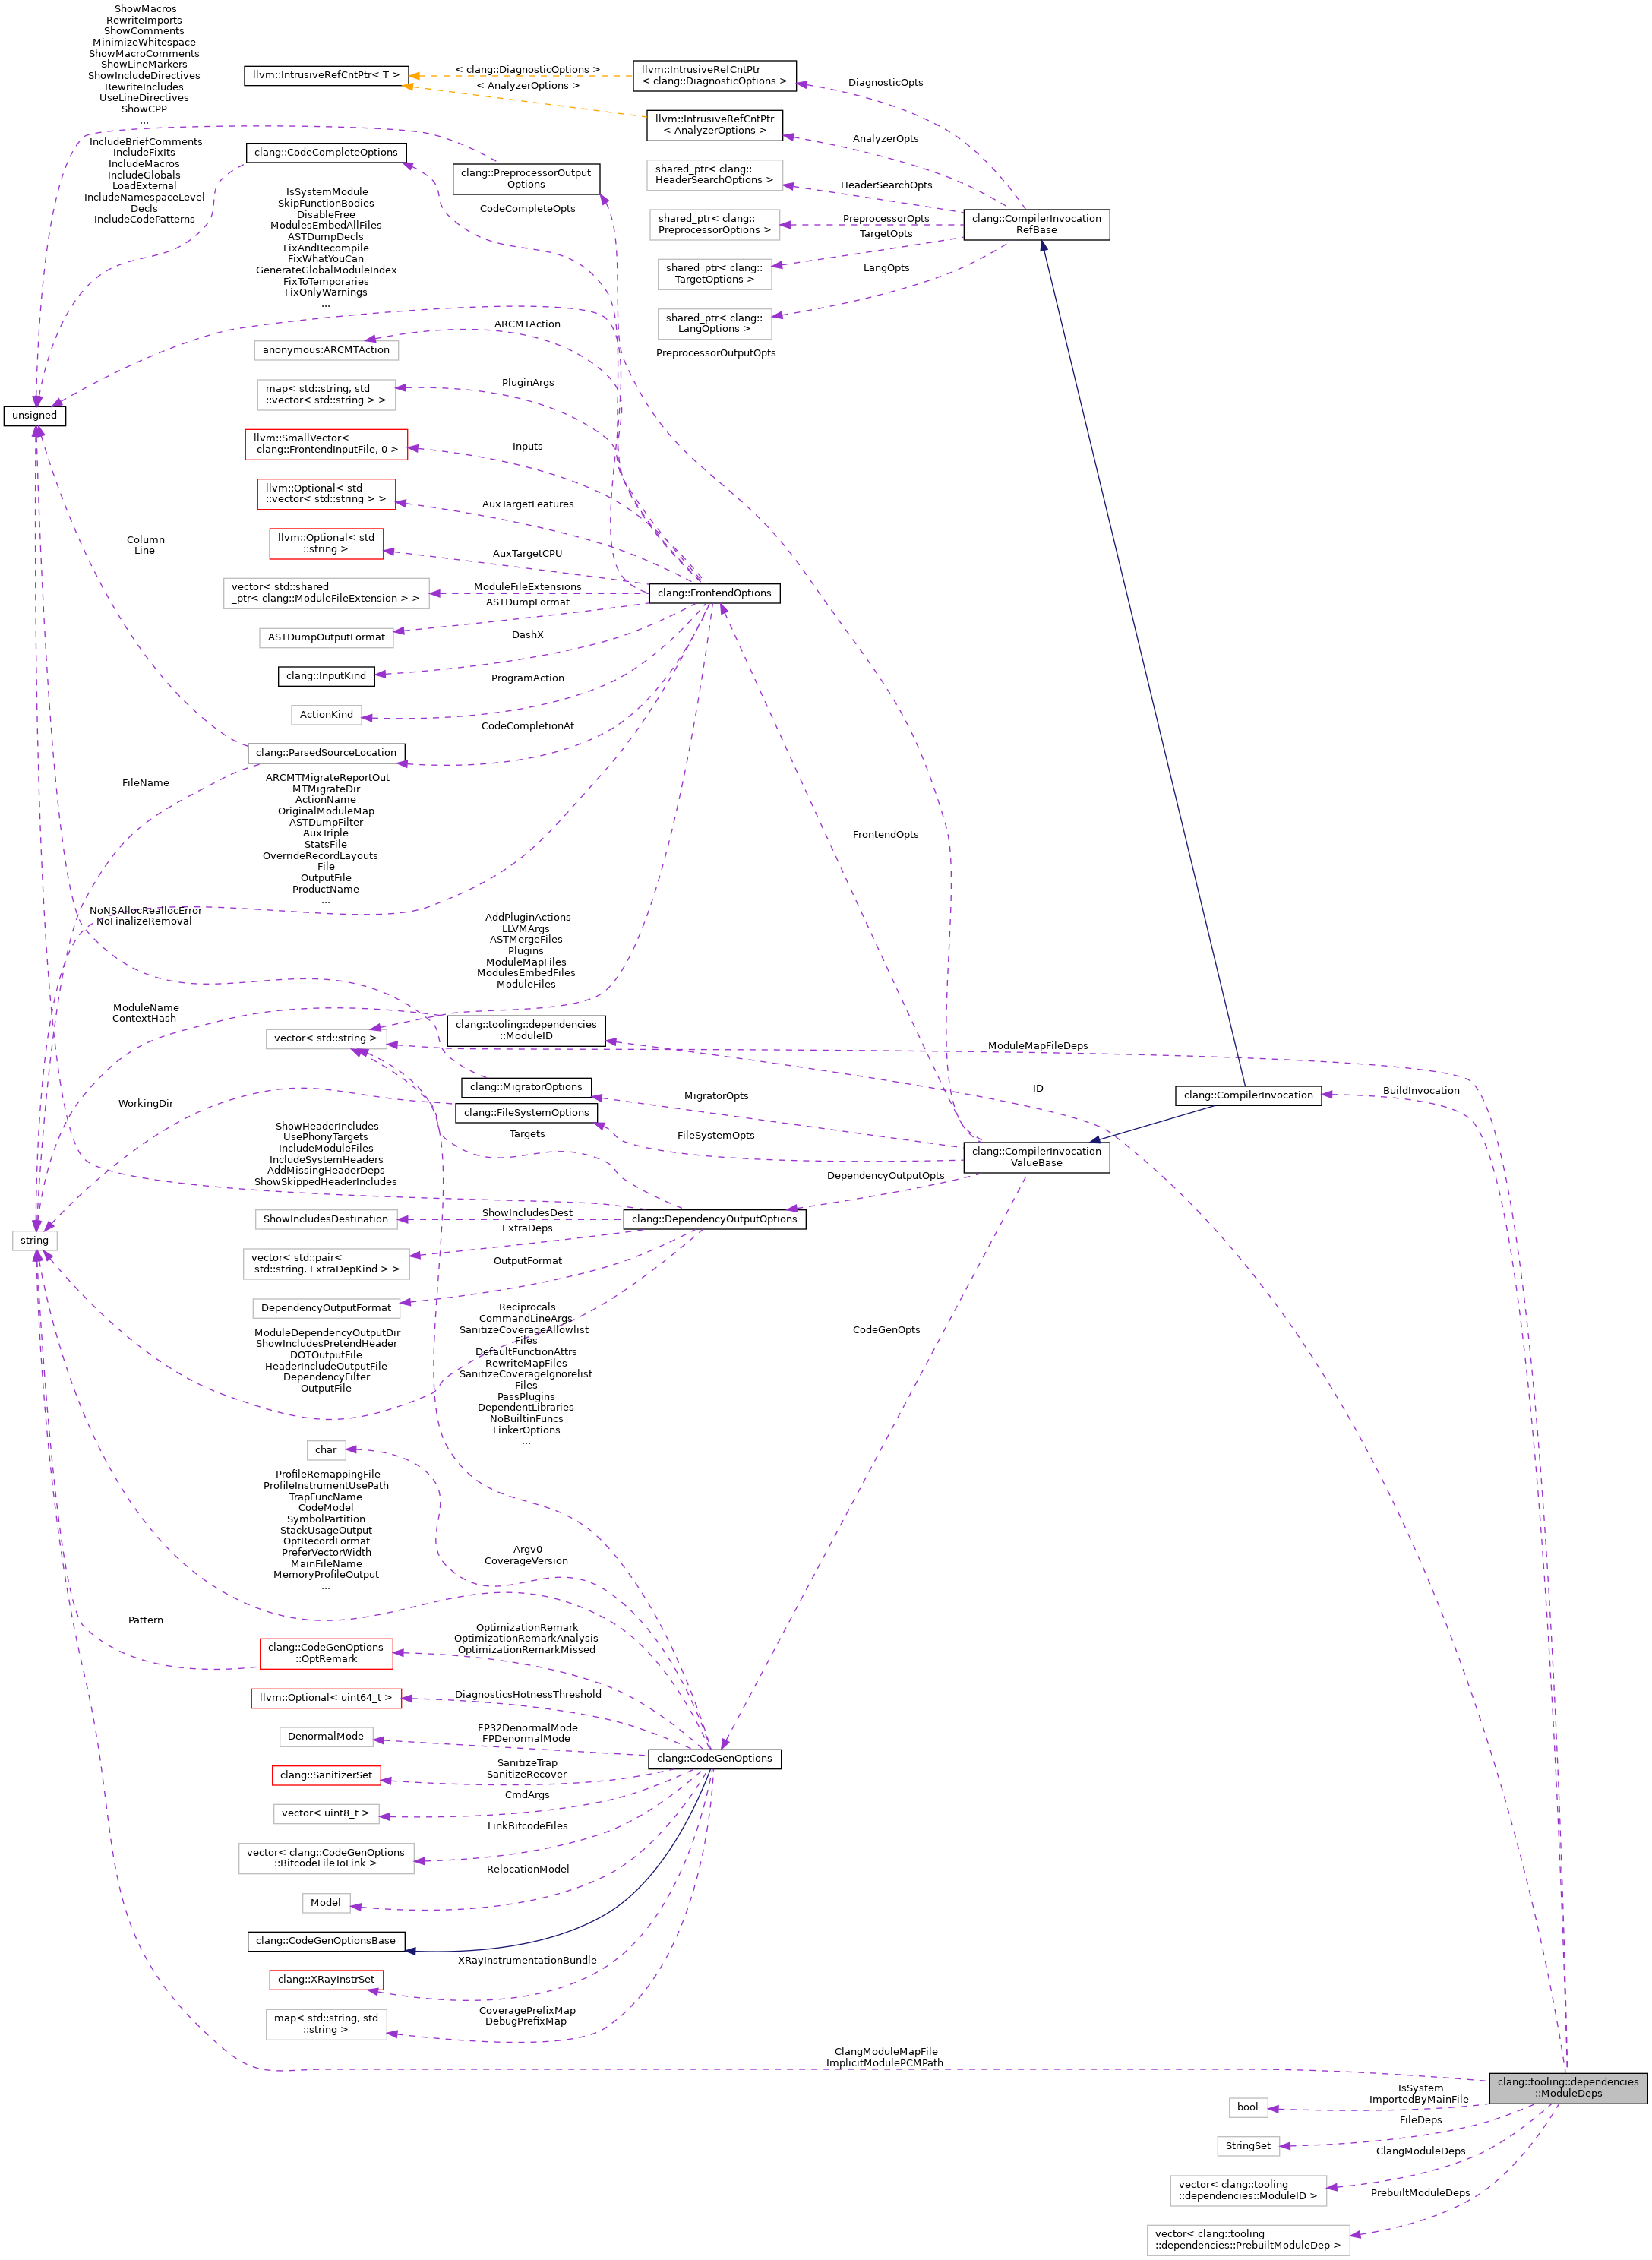 ShowMacros
RewriteImports
ShowComments
MinimizeWhitespace
ShowMacroComments
ShowLineMarkers
ShowIncludeDirectives
RewriteIncludes
UseLineDirectives
ShowCPP
...
IncludeBriefComments
IncludeFixIts
IncludeMacros
IncludeGlobals
LoadExternal
IncludeNamespaceLevel
Decls
IncludeCodePatterns
llvm::IntrusiveRefCntPtr< T >
< clang::DiagnosticOptions >
< AnalyzerOptions >
llvm::IntrusiveRefCntPtr
< clang::DiagnosticOptions >
llvm::IntrusiveRefCntPtr
< AnalyzerOptions >
DiagnosticOpts
AnalyzerOpts
HeaderSearchOpts
PreprocessorOpts
TargetOpts
LangOpts
shared_ptr< clang::
HeaderSearchOptions >
shared_ptr< clang::
PreprocessorOptions >
shared_ptr< clang::
TargetOptions >
shared_ptr< clang::
LangOptions >
clang::CompilerInvocation
RefBase
clang::CodeCompleteOptions
clang::PreprocessorOutput
Options
CodeCompleteOpts
PreprocessorOutputOpts
IsSystemModule
SkipFunctionBodies
DisableFree
ModulesEmbedAllFiles
ASTDumpDecls
FixAndRecompile
FixWhatYouCan
GenerateGlobalModuleIndex
FixToTemporaries
FixOnlyWarnings
...
ARCMTAction
anonymous:ARCMTAction
PluginArgs
map< std::string, std
::vector< std::string > >
unsigned
Inputs
llvm::SmallVector<
clang::FrontendInputFile, 0 >
AuxTargetFeatures
llvm::Optional< std
::vector< std::string > >
AuxTargetCPU
llvm::Optional< std
::string >
Column
Line
ModuleFileExtensions
vector< std::shared
_ptr< clang::ModuleFileExtension > >
clang::FrontendOptions
ASTDumpFormat
ASTDumpOutputFormat
DashX
clang::InputKind
ProgramAction
ActionKind
CodeCompletionAt
clang::ParsedSourceLocation
FileName
ARCMTMigrateReportOut
MTMigrateDir
ActionName
OriginalModuleMap
ASTDumpFilter
AuxTriple
StatsFile
OverrideRecordLayouts
File
OutputFile
ProductName
...
FrontendOpts
NoNSAllocReallocError
NoFinalizeRemoval
AddPluginActions
LLVMArgs
ASTMergeFiles
Plugins
ModuleMapFiles
ModulesEmbedFiles
ModuleFiles
ModuleName
ContextHash
vector< std::string >
clang::tooling::dependencies
::ModuleID
ModuleMapFileDeps
ID
BuildInvocation
clang::MigratorOptions
MigratorOpts
clang::CompilerInvocation
WorkingDir
clang::FileSystemOptions
FileSystemOpts
Targets
clang::CompilerInvocation
ValueBase
ShowHeaderIncludes
UsePhonyTargets
IncludeModuleFiles
IncludeSystemHeaders
AddMissingHeaderDeps
ShowSkippedHeaderIncludes
DependencyOutputOpts
ShowIncludesDest
ShowIncludesDestination
clang::DependencyOutputOptions
string
ExtraDeps
vector< std::pair<
std::string, ExtraDepKind > >
OutputFormat
DependencyOutputFormat
ModuleDependencyOutputDir
ShowIncludesPretendHeader
DOTOutputFile
HeaderIncludeOutputFile
DependencyFilter
OutputFile
Reciprocals
CommandLineArgs
SanitizeCoverageAllowlist
Files
DefaultFunctionAttrs
RewriteMapFiles
SanitizeCoverageIgnorelist
Files
PassPlugins
DependentLibraries
NoBuiltinFuncs
LinkerOptions
...
CodeGenOpts
char
ProfileRemappingFile
ProfileInstrumentUsePath
TrapFuncName
CodeModel
SymbolPartition
StackUsageOutput
OptRecordFormat
PreferVectorWidth
MainFileName
MemoryProfileOutput
...
Argv0
CoverageVersion
Pattern
OptimizationRemark
OptimizationRemarkAnalysis
OptimizationRemarkMissed
clang::CodeGenOptions
::OptRemark
DiagnosticsHotnessThreshold
llvm::Optional< uint64_t >
FP32DenormalMode
FPDenormalMode
DenormalMode
clang::CodeGenOptions
SanitizeTrap
SanitizeRecover
clang::SanitizerSet
CmdArgs
vector< uint8_t >
LinkBitcodeFiles
vector< clang::CodeGenOptions
::BitcodeFileToLink >
RelocationModel
Model
clang::CodeGenOptionsBase
XRayInstrumentationBundle
clang::XRayInstrSet
CoveragePrefixMap
DebugPrefixMap
map< std::string, std
::string >
ClangModuleMapFile
ImplicitModulePCMPath
clang::tooling::dependencies
::ModuleDeps
IsSystem
ImportedByMainFile
bool
FileDeps
StringSet
ClangModuleDeps
vector< clang::tooling
::dependencies::ModuleID >
PrebuiltModuleDeps
vector< clang::tooling
::dependencies::PrebuiltModuleDep >